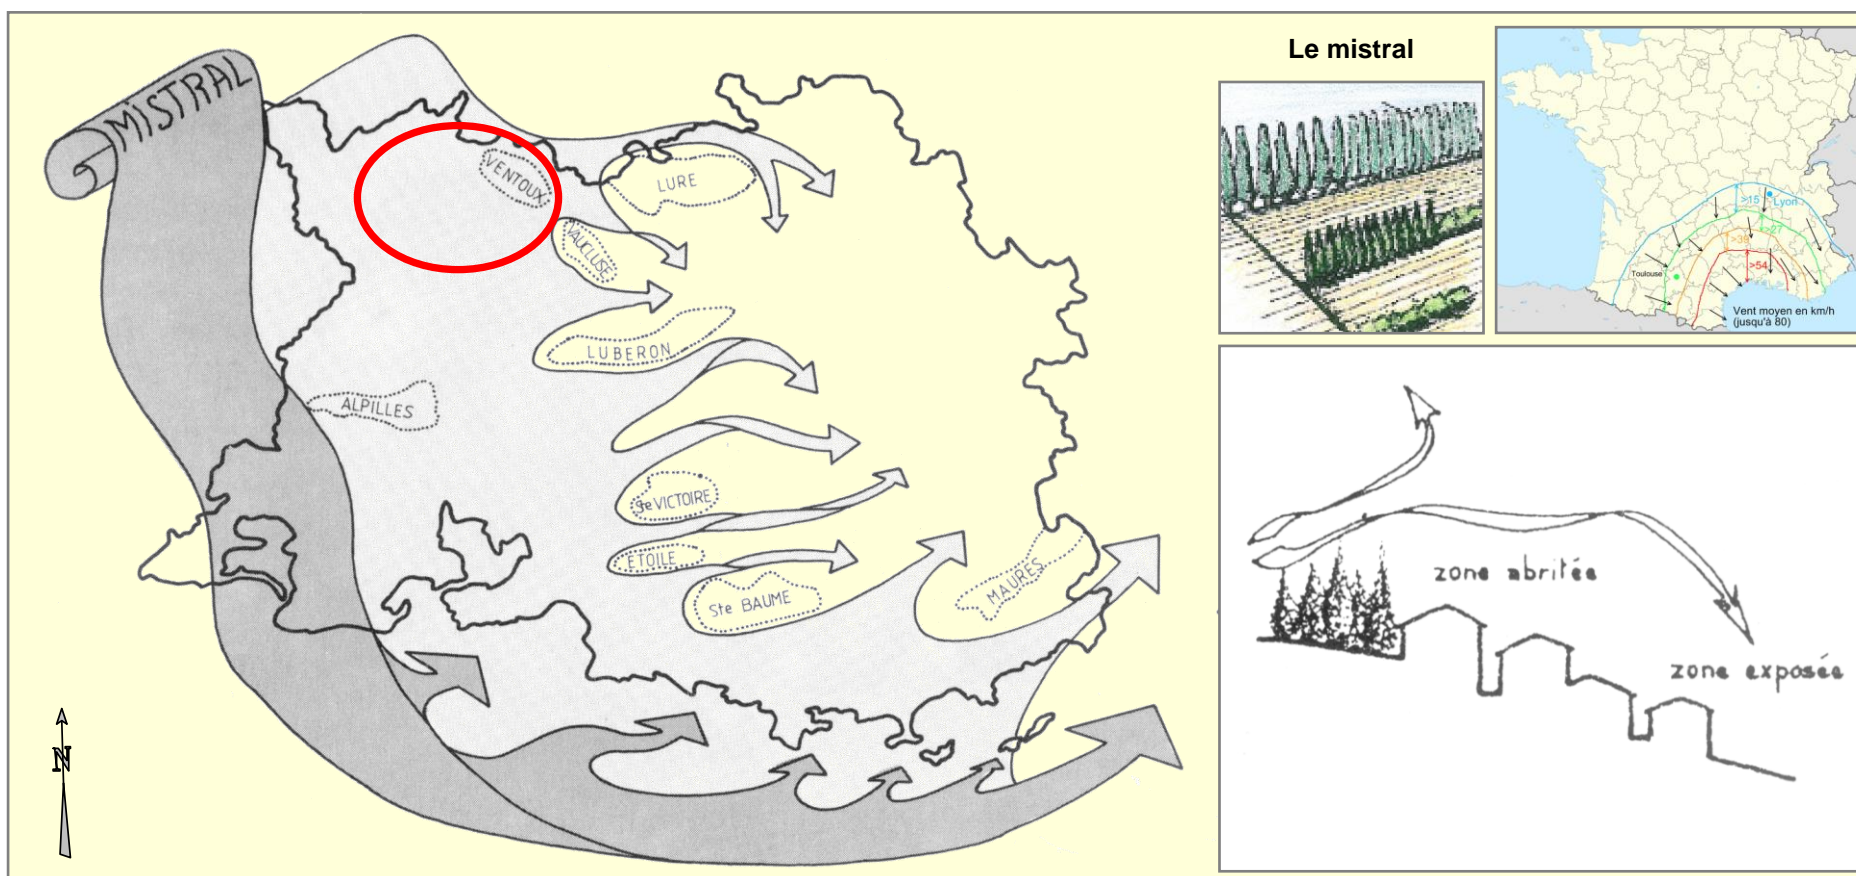 MISTRAL
VENTOUX
LURE
VAUCLUSE
LUBERON
ALPILLES
Ste VICTOIRE
ETOILE
Ste BAUME
MAURES
N
Le mistral
>15
Lyon
>27
>38
>54
Toulouse
Vent moyen en km/h
(jusqu'à 80)
zone abritée
zone exposée